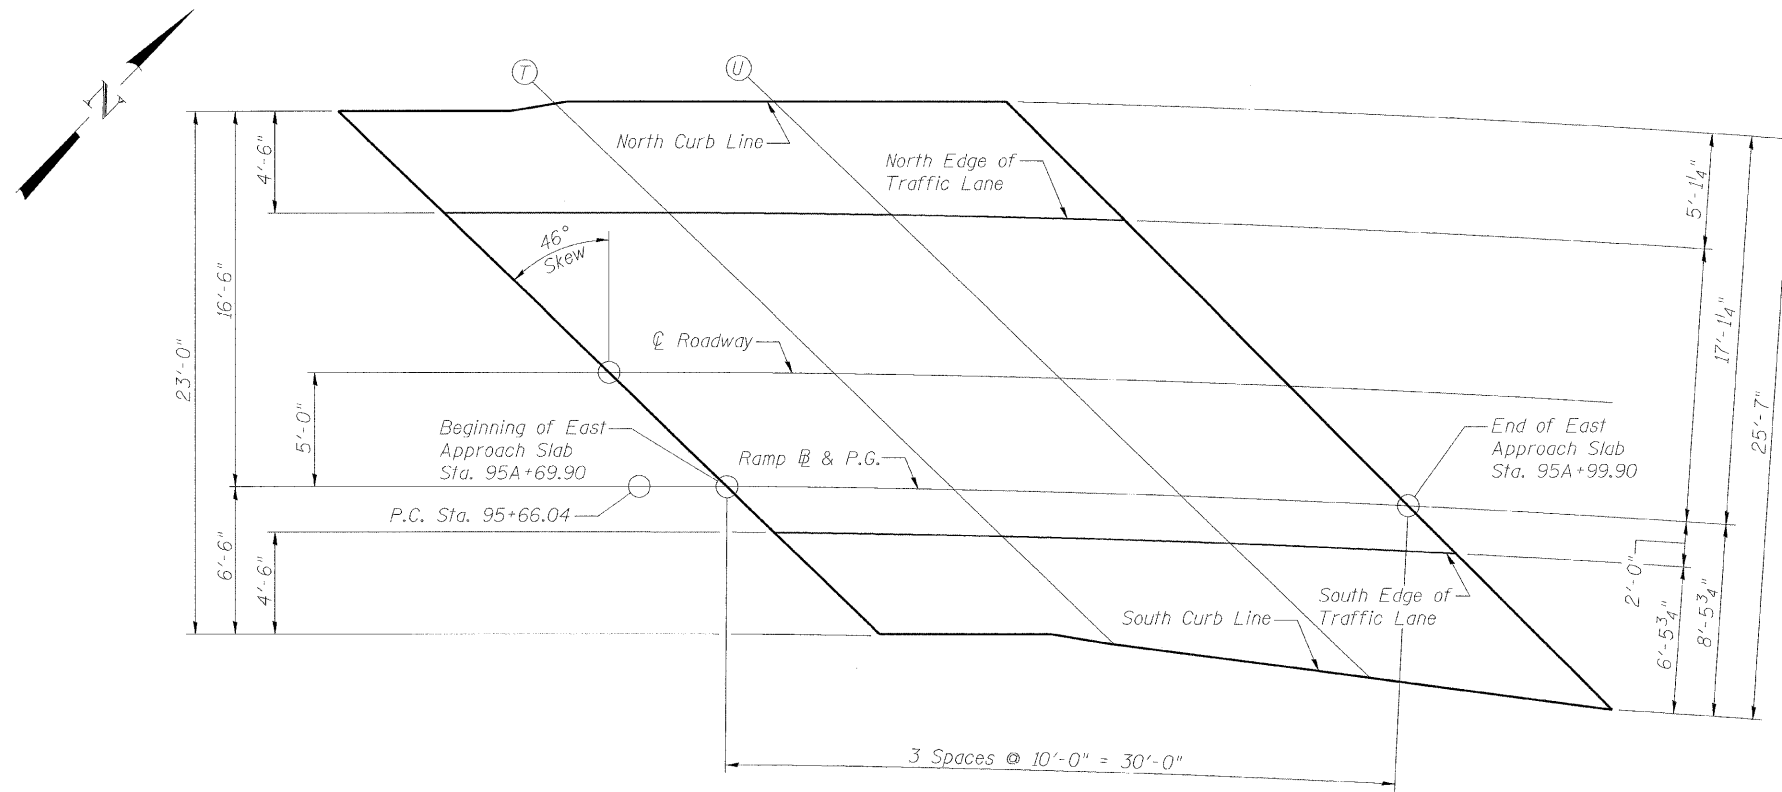 N
T
U
North Curb Line
North Edge of
Traffic Lane
4'-6"
46°
Skew
16'-6"
23'-0"
℄ Roadway
5'-0"
Beginning of East
Approach Slab
Sta. 95A+69.90
Ramp ⅊ & P.G.
P.C. Sta. 95+66.04
End of East
Approach Slab
Sta. 95A+99.90
6'-6"
4'-6"
South Curb Line
South Edge of
Traffic Lane
5'-1¼"
17'-1¼"
25'-7"
2'-0"
6'-5¾"
8'-5¾"
3 Spaces @ 10'-0" = 30'-0"